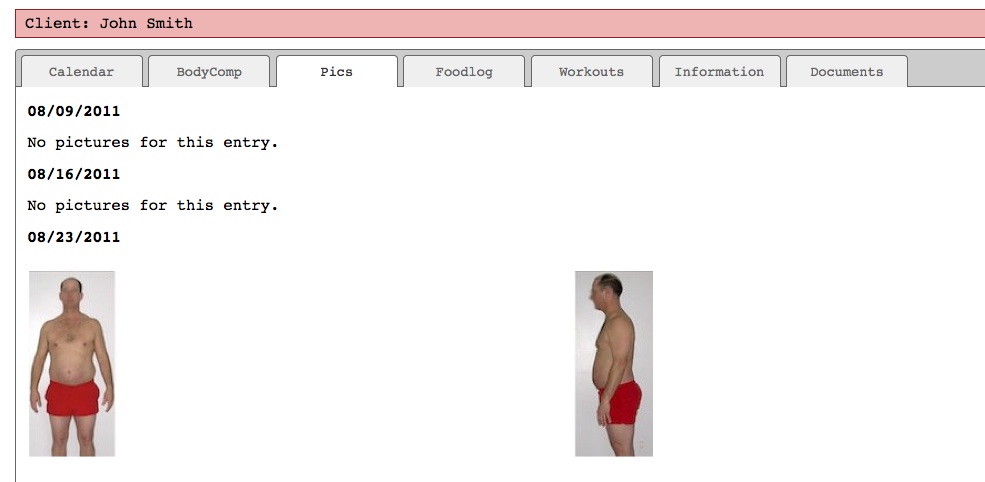 Client: John Smith
Calendar BodyComp Pics Foodlog Workouts Information Documents
08/09/2011
No pictures for this entry.
08/16/2011
No pictures for this entry.
08/23/2011